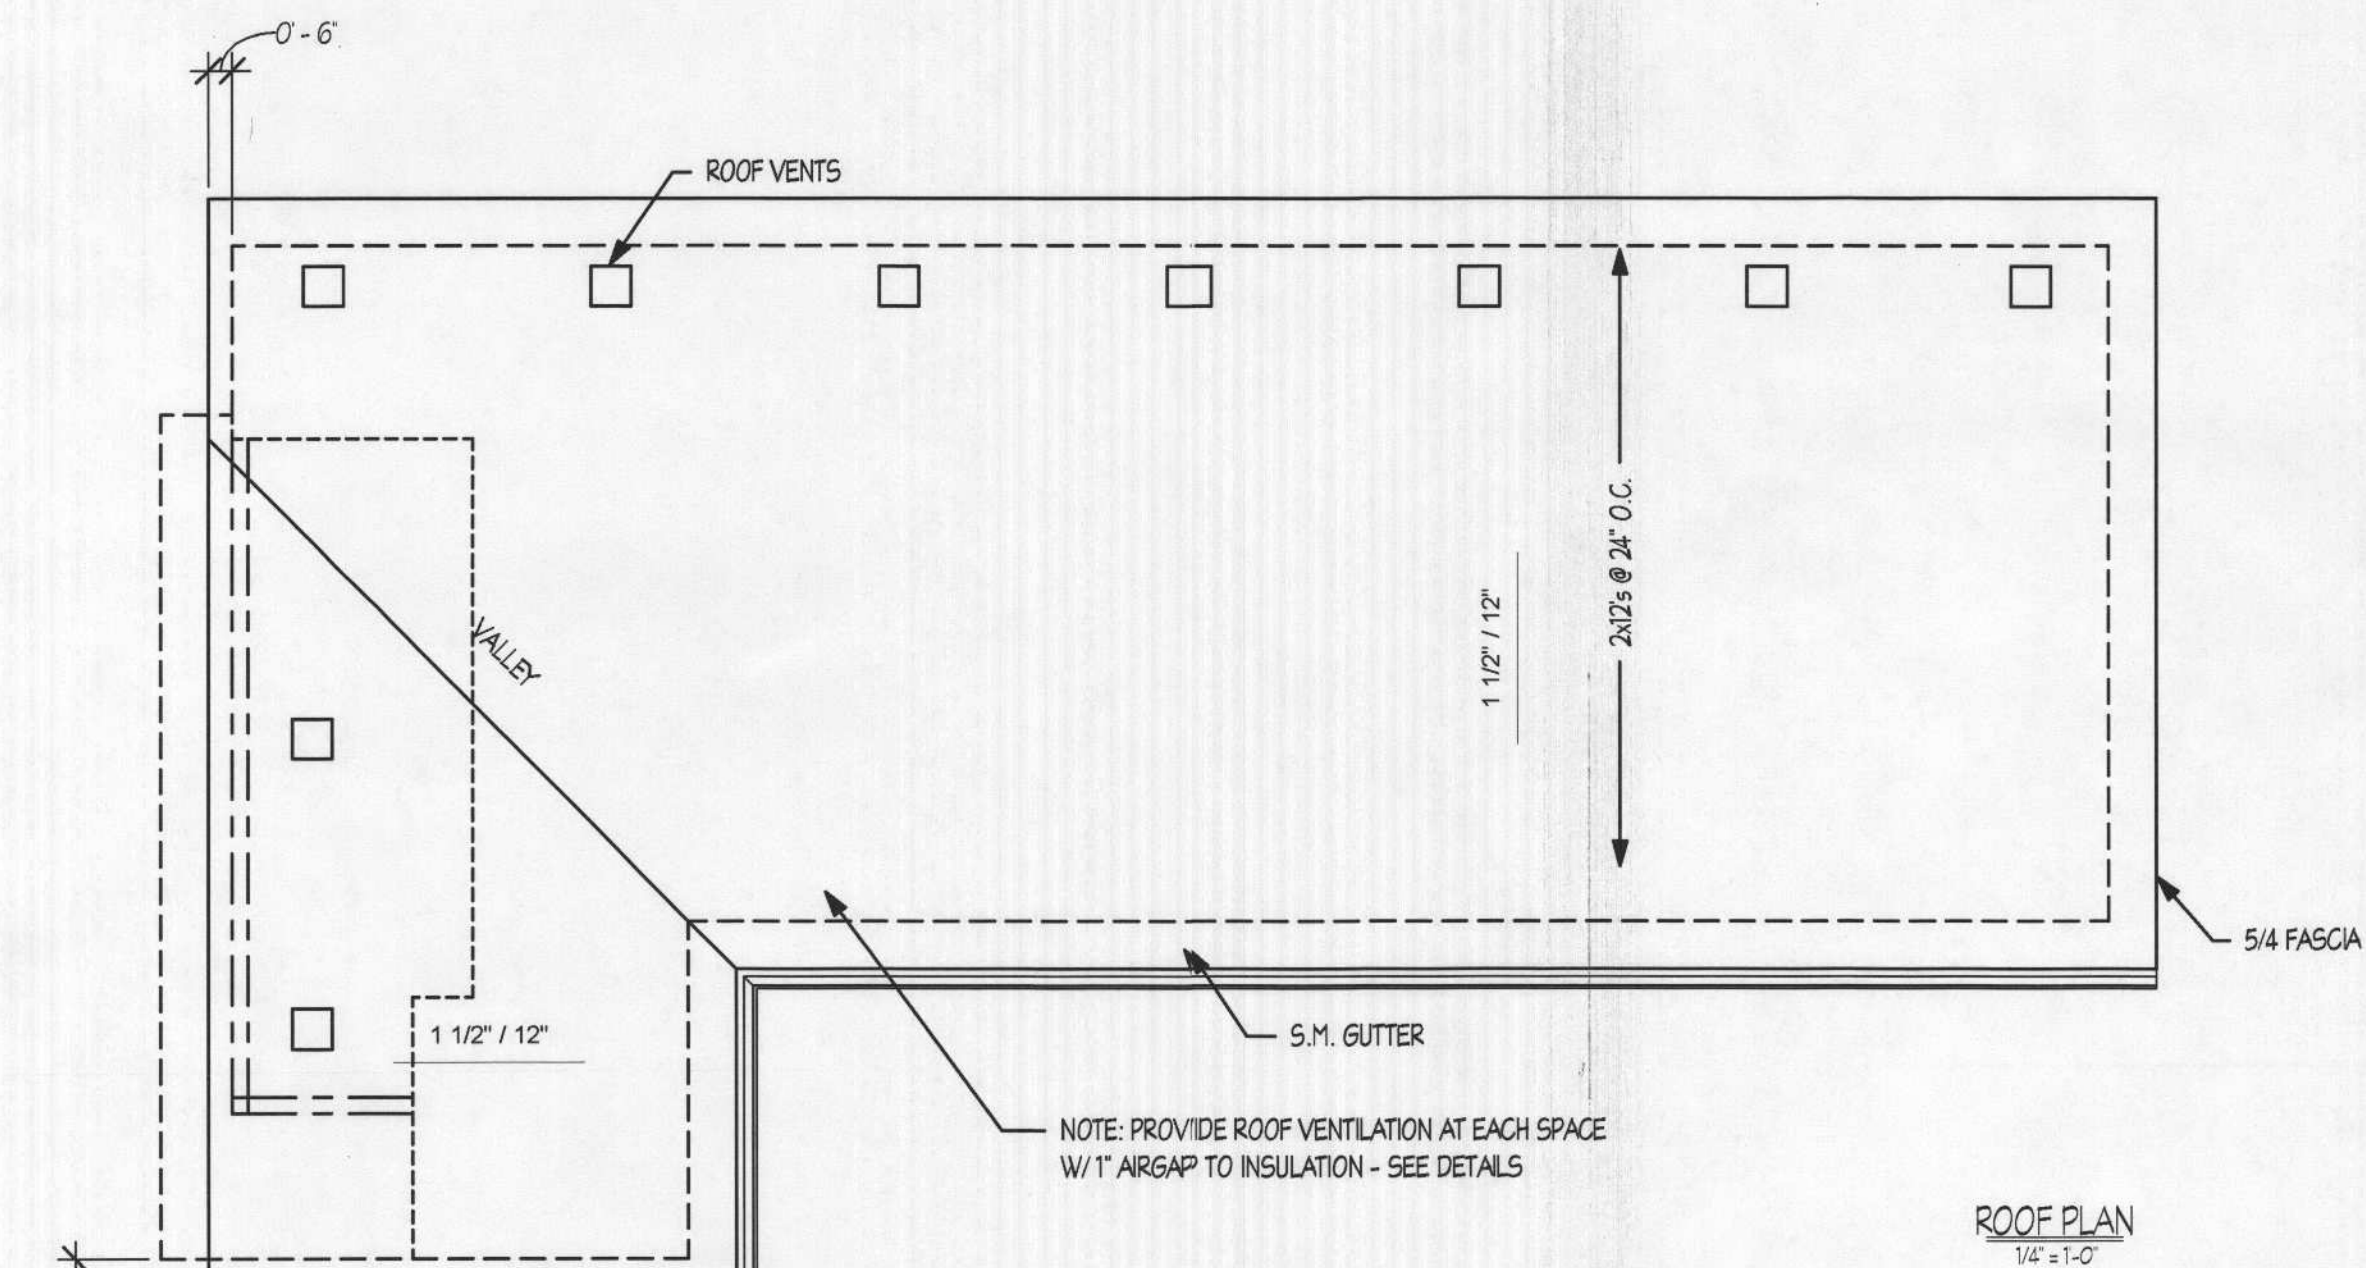 0' - 6"
ROOF VENTS
VALLEY
2x12's @ 24" O.C.
1 1/2" / 12"
5/4 FASCIA
1 1/2" / 12"
S.M. GUTTER
NOTE: PROVIDE ROOF VENTILATION AT EACH SPACE
W/ 1" AIRGAP TO INSULATION - SEE DETAILS
ROOF PLAN
1/4" = 1'-0"